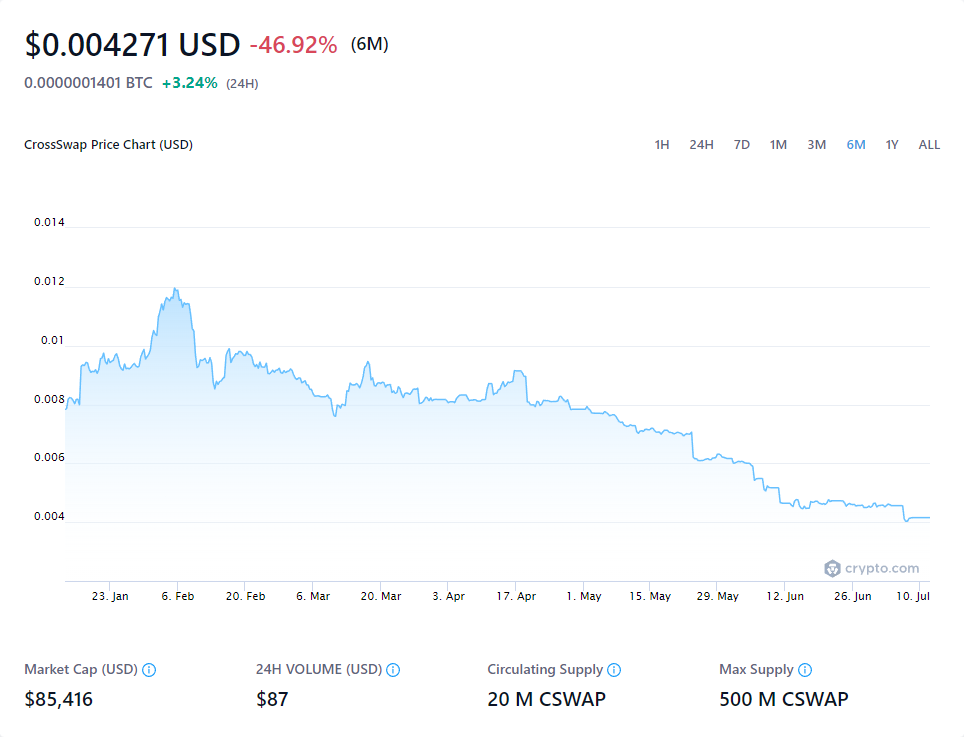 $0.004271 USD -46.92% (6M)
0.0000001401 BTC +3.24% (24H)
CrossSwap Price Chart (USD) 1H 24H 7D 1M 3M 6M 1Y ALL
0.014
0.012
0.01
0.008
0.006
0.004
crypto.com
23. Jan 6. Feb 20. Feb 6. Mar 20. Mar 3. Apr 17. Apr 1. May 15. May 29. May 12. Jun 26. Jun 10. Jul
Market Cap (USD) 24H VOLUME (USD) Circulating Supply Max Supply
$85,416 $87 20 M CSWAP 500 M CSWAP